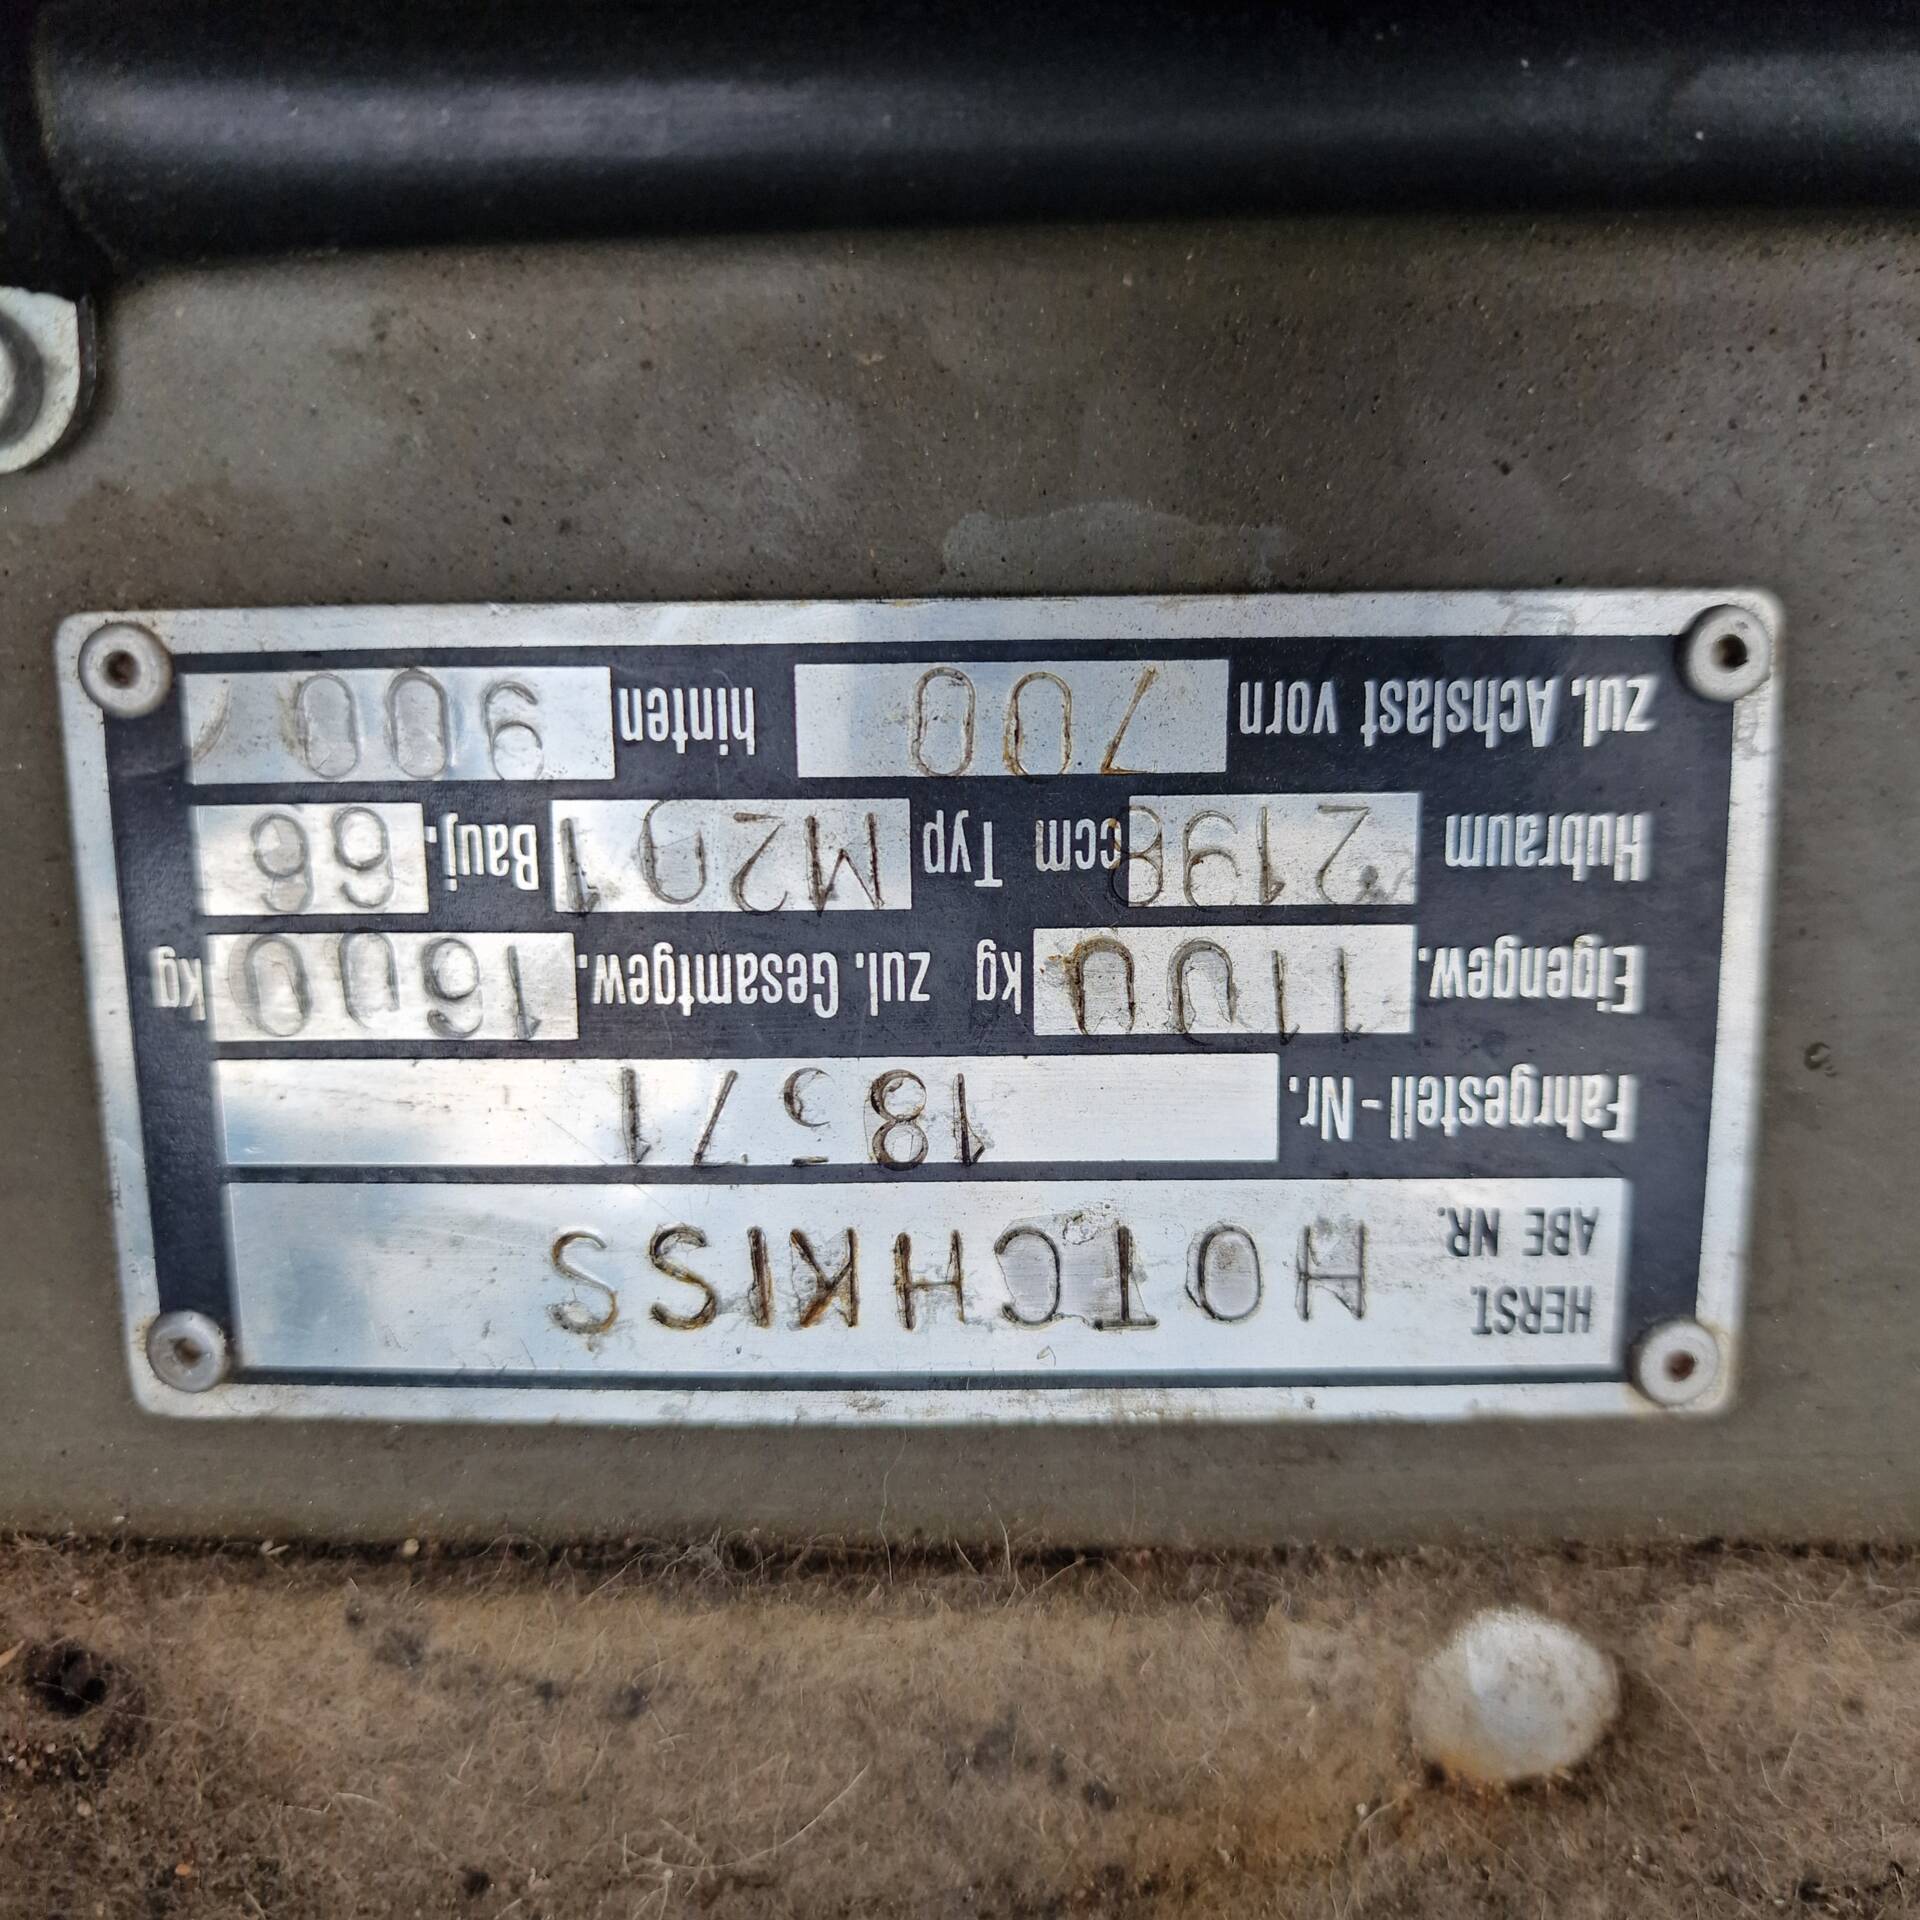 HERST. HOTCHKISS
ABE NR.
Fahrgestell-Nr. 18571
Eigengew. 1100 kg zul. Gesamtgew. 1600 kg
Hubraum 2198 ccm Typ M201 Bauj. 66
zul. Achslast vorn 700 hinten 900